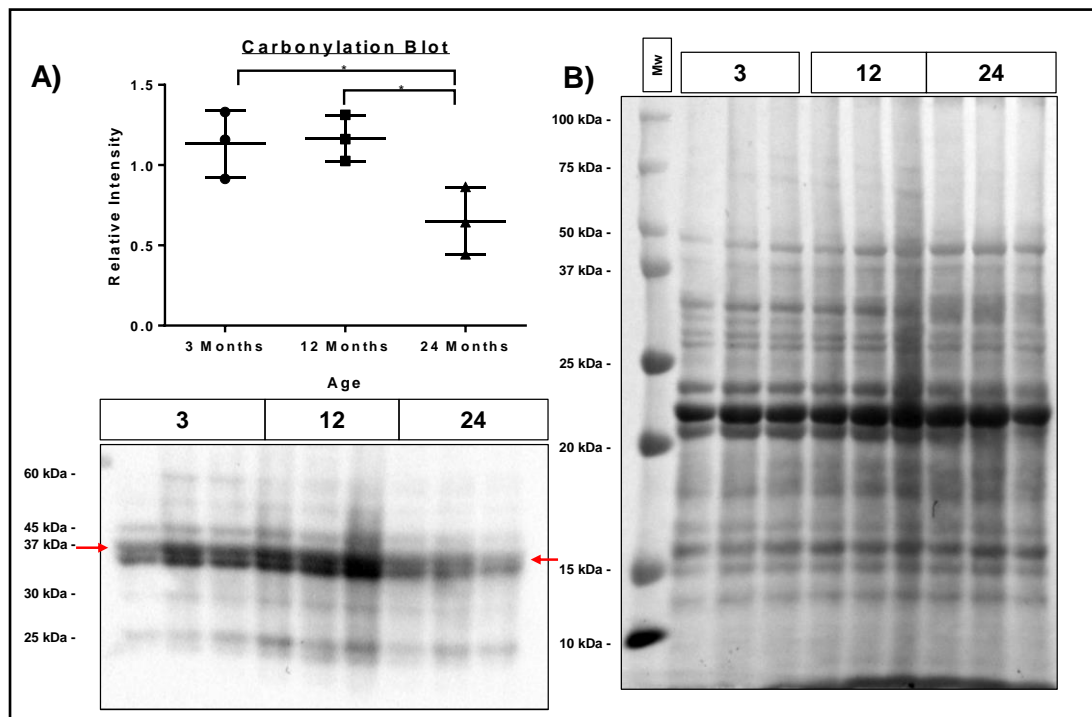 A)
Carbonylation Blot
*
*
1.5
1.0
0.5
0.0
Relative Intensity
3 Months 12 Months 24 Months
Age
3 12 24
60 kDa -
45 kDa -
37 kDa -
30 kDa -
25 kDa -
B)
Mw 3 12 24
100 kDa -
75 kDa -
50 kDa -
37 kDa -
25 kDa -
20 kDa -
15 kDa -
10 kDa -